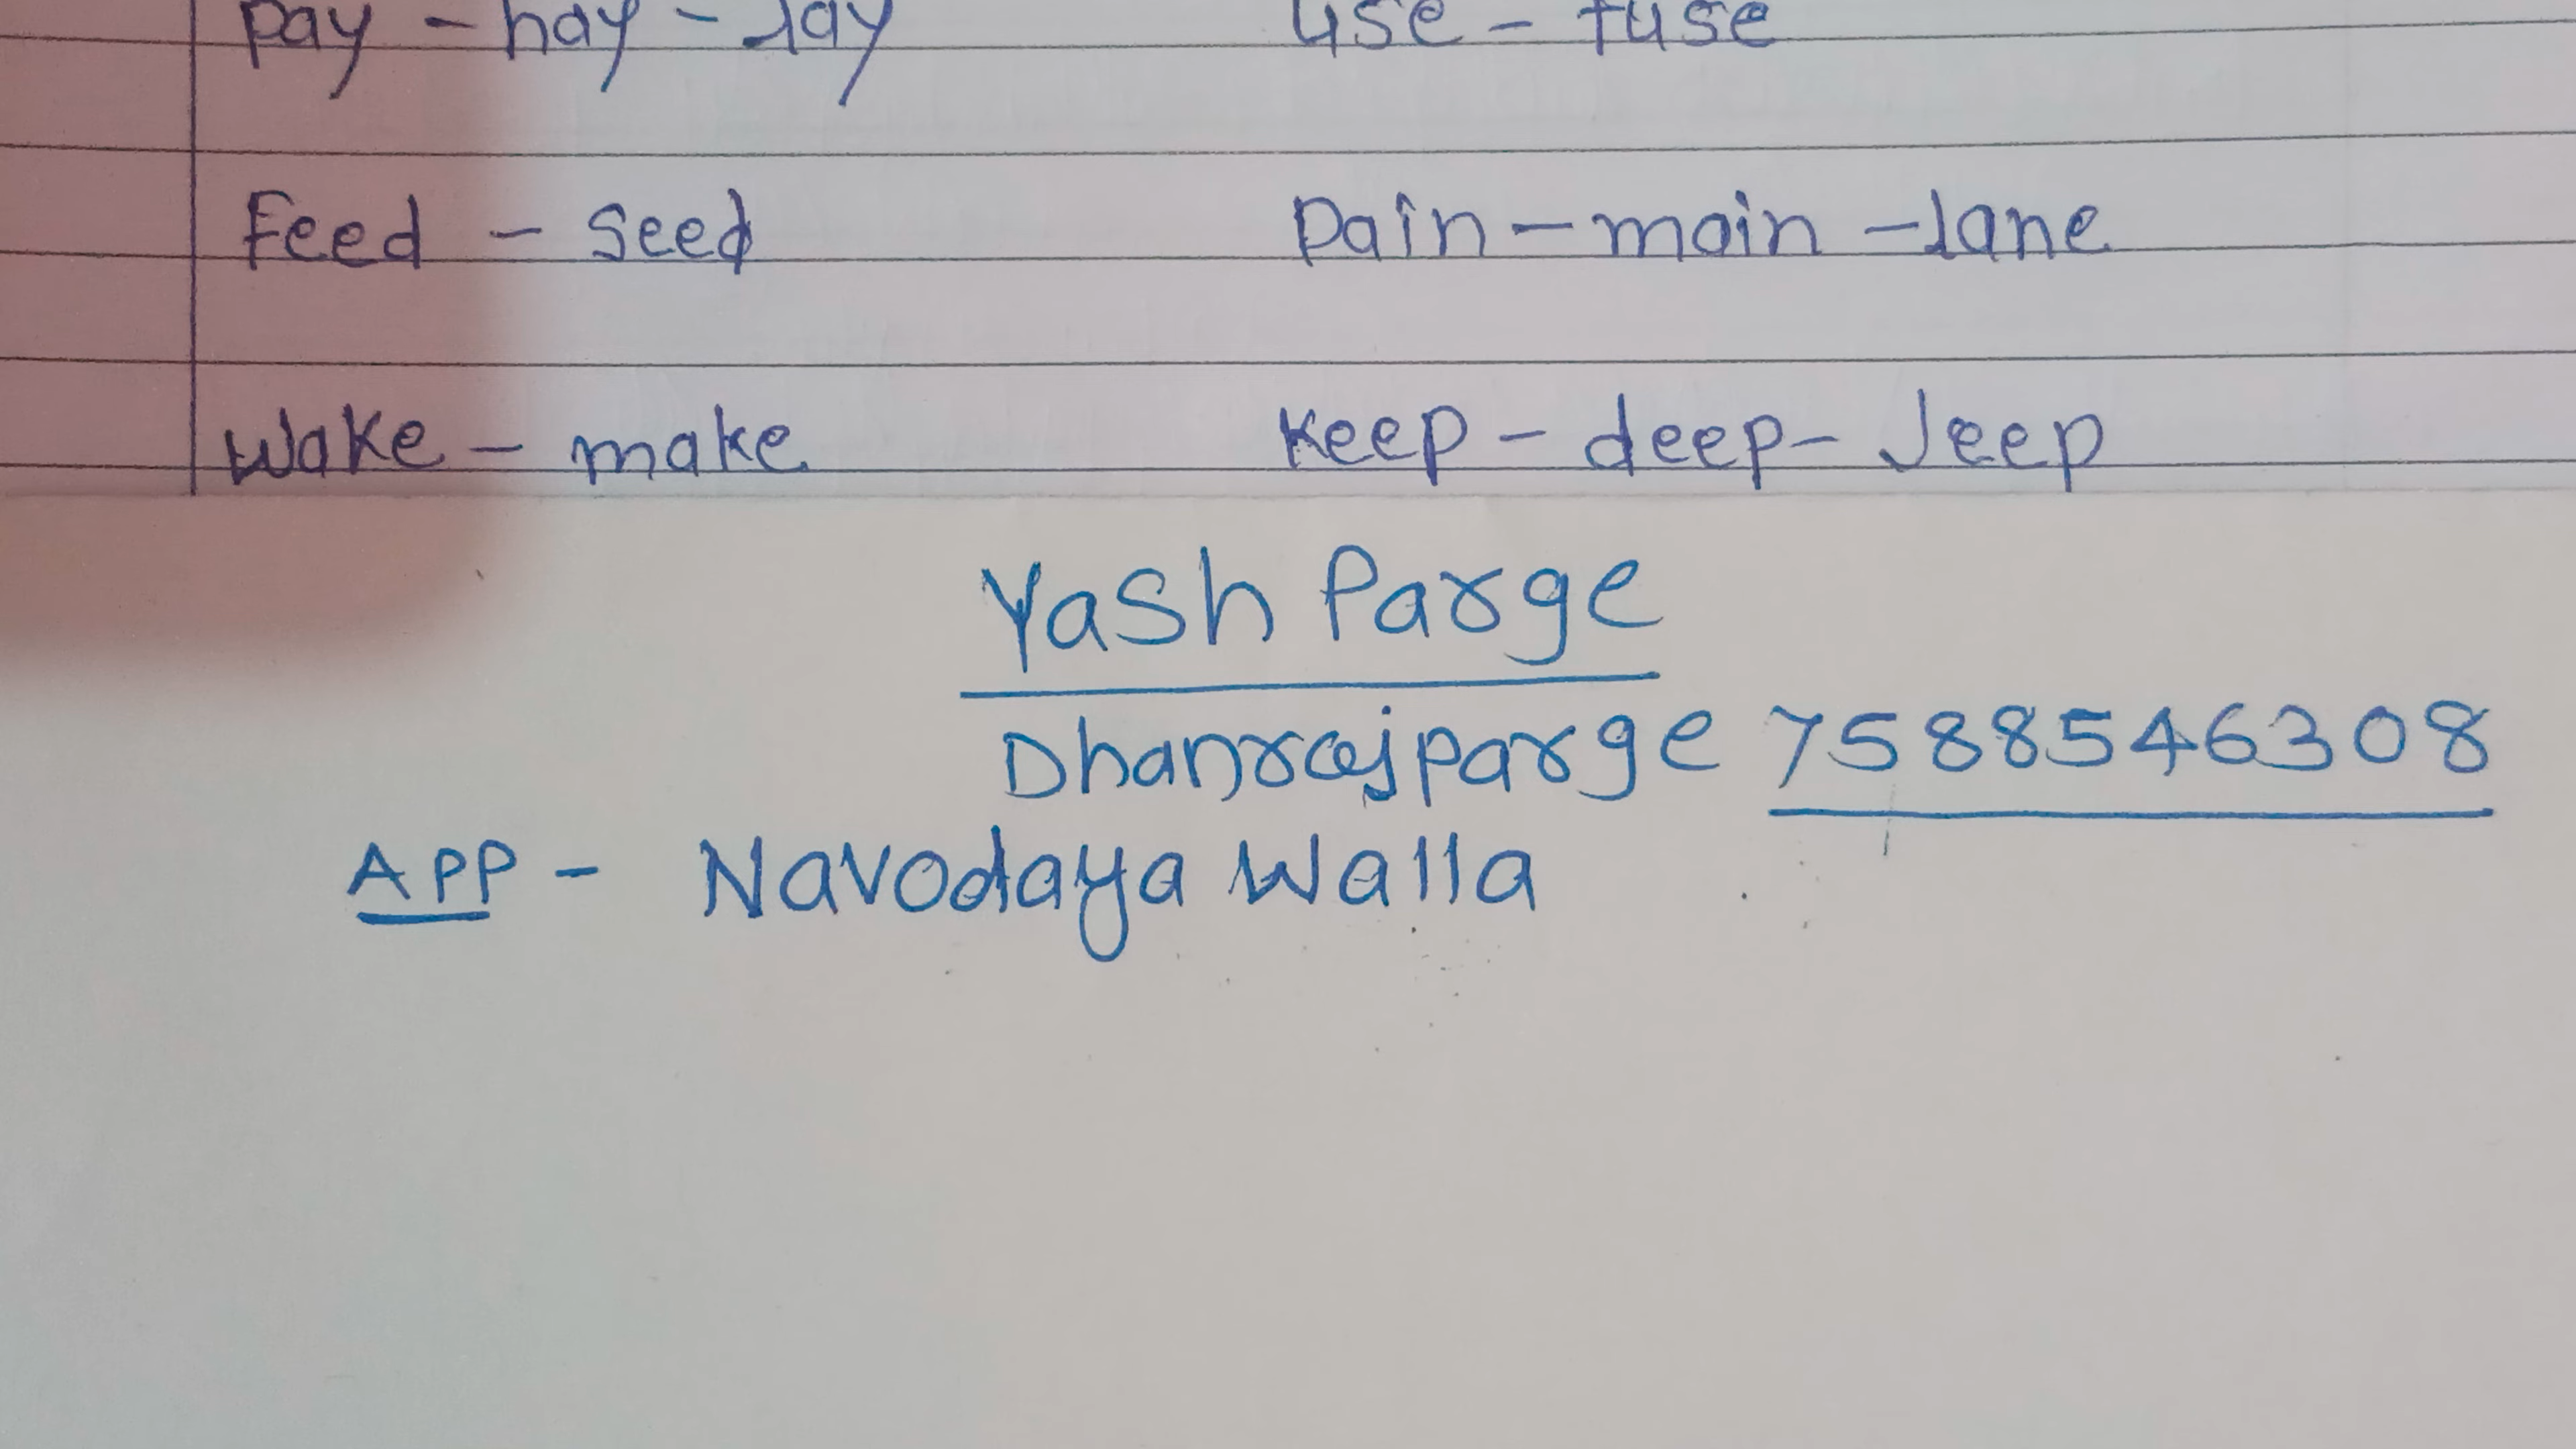 pay - hay - lay use - fuse
Feed - seed Pain - main - lane
Wake - make Keep - deep - Jeep
Yash Parge
Dhanrajparge 7588546308
APP - Navodaya Walla